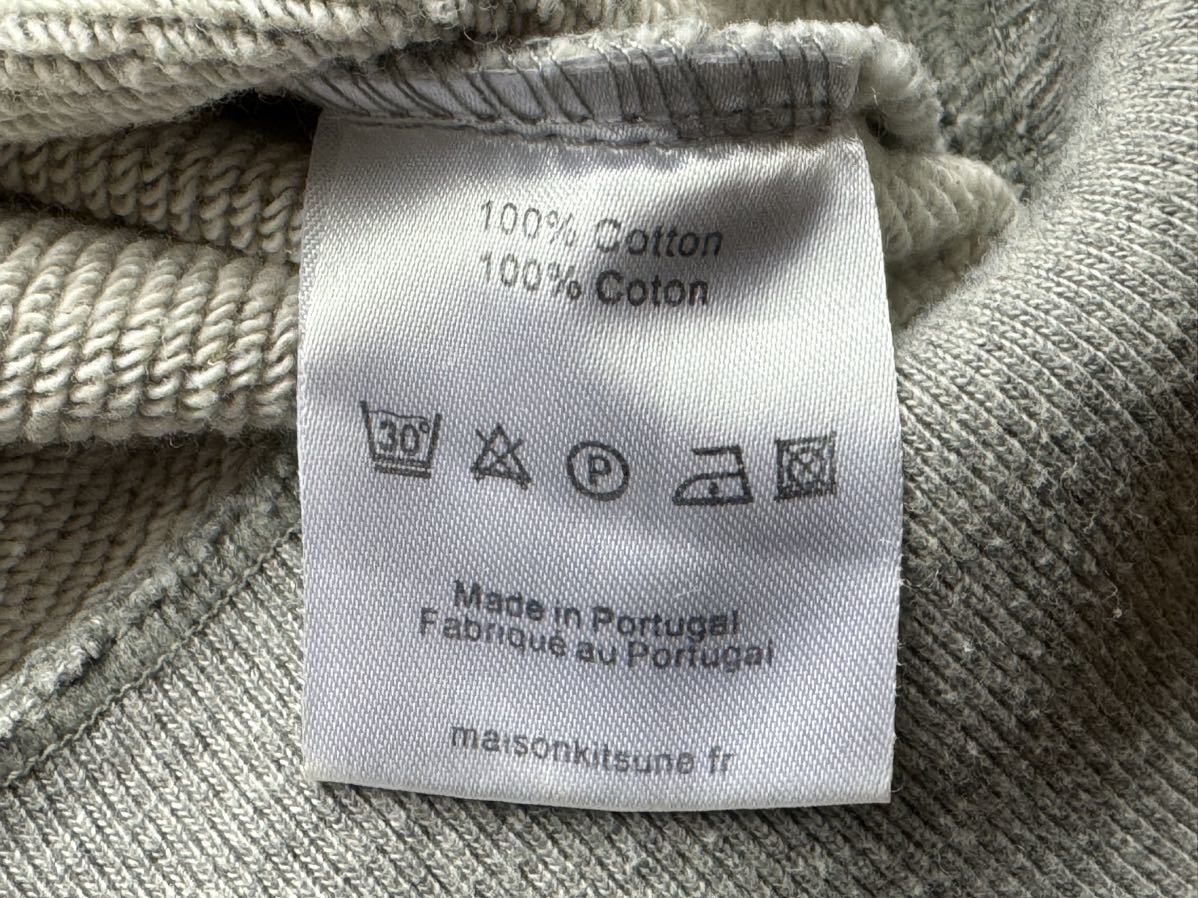 100% Cotton
100% Coton
30° P
Made in Portugal
Fabriqué au Portugal
maisonkitsune fr